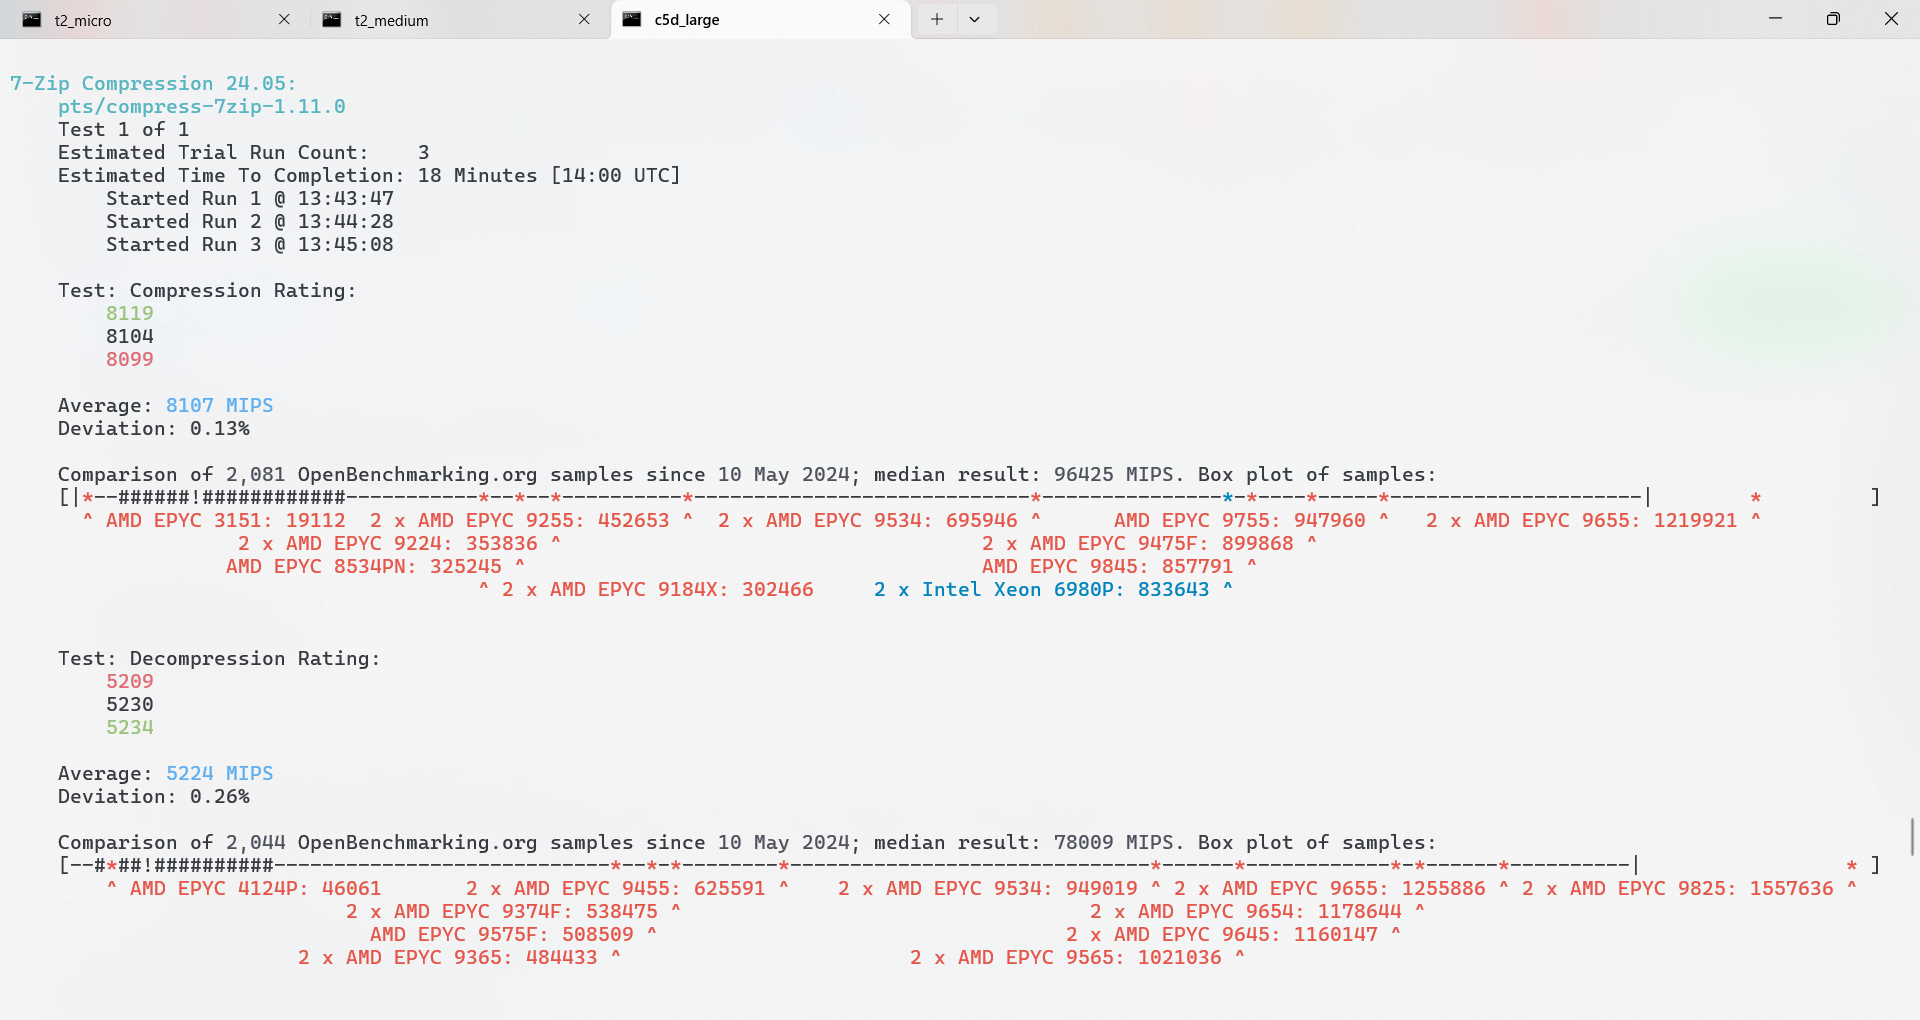 t2_micro
t2_medium
c5d_large
7-Zip Compression 24.05:
pts/compress-7zip-1.11.0
Test 1 of 1
Estimated Trial Run Count:    3
Estimated Time To Completion: 18 Minutes [14:00 UTC]
Started Run 1 @ 13:43:47
Started Run 2 @ 13:44:28
Started Run 3 @ 13:45:08
Test: Compression Rating:
8119
8104
8099
Average: 8107 MIPS
Deviation: 0.13%
Comparison of 2,081 OpenBenchmarking.org samples since 10 May 2024; median result: 96425 MIPS. Box plot of samples:
[|*--######!############-----------*--*--*----------*----------------------------*---------------*-*----*-----*---------------------|        *         ]
^ AMD EPYC 3151: 19112  2 x AMD EPYC 9255: 452653 ^  2 x AMD EPYC 9534: 695946 ^      AMD EPYC 9755: 947960 ^   2 x AMD EPYC 9655: 1219921 ^
2 x AMD EPYC 9224: 353836 ^                                   2 x AMD EPYC 9475F: 899868 ^
AMD EPYC 8534PN: 325245 ^                                      AMD EPYC 9845: 857791 ^
^ 2 x AMD EPYC 9184X: 302466     2 x Intel Xeon 6980P: 833643 ^
Test: Decompression Rating:
5209
5230
5234
Average: 5224 MIPS
Deviation: 0.26%
Comparison of 2,044 OpenBenchmarking.org samples since 10 May 2024; median result: 78009 MIPS. Box plot of samples:
[--#*##!##########----------------------------*--*-*--------*------------------------------*------*------------*-*------*----------|                 * ]
^ AMD EPYC 4124P: 46061       2 x AMD EPYC 9455: 625591 ^    2 x AMD EPYC 9534: 949019 ^ 2 x AMD EPYC 9655: 1255886 ^ 2 x AMD EPYC 9825: 1557636 ^
2 x AMD EPYC 9374F: 538475 ^                                  2 x AMD EPYC 9654: 1178644 ^
AMD EPYC 9575F: 508509 ^                                  2 x AMD EPYC 9645: 1160147 ^
2 x AMD EPYC 9365: 484433 ^                        2 x AMD EPYC 9565: 1021036 ^